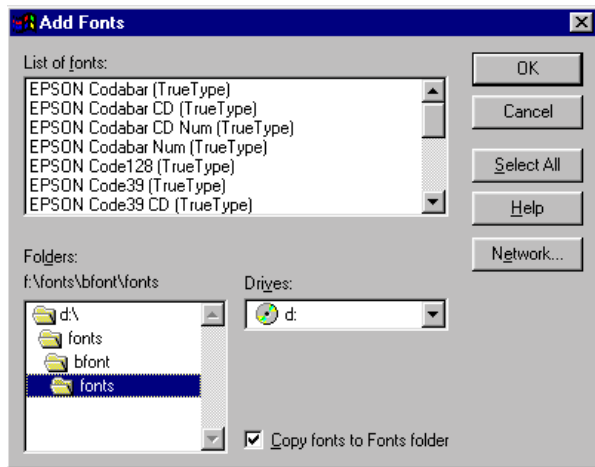 Add Fonts
List of fonts:
EPSON Codabar (TrueType)
EPSON Codabar CD (TrueType)
EPSON Codabar CD Num (TrueType)
EPSON Codabar Num (TrueType)
EPSON Code128 (TrueType)
EPSON Code39 (TrueType)
EPSON Code39 CD (TrueType)
OK
Cancel
Select All
Help
Network...
Folders:
f:\fonts\bfont\fonts
d:\
fonts
bfont
fonts
Drives:
d:
Copy fonts to Fonts folder